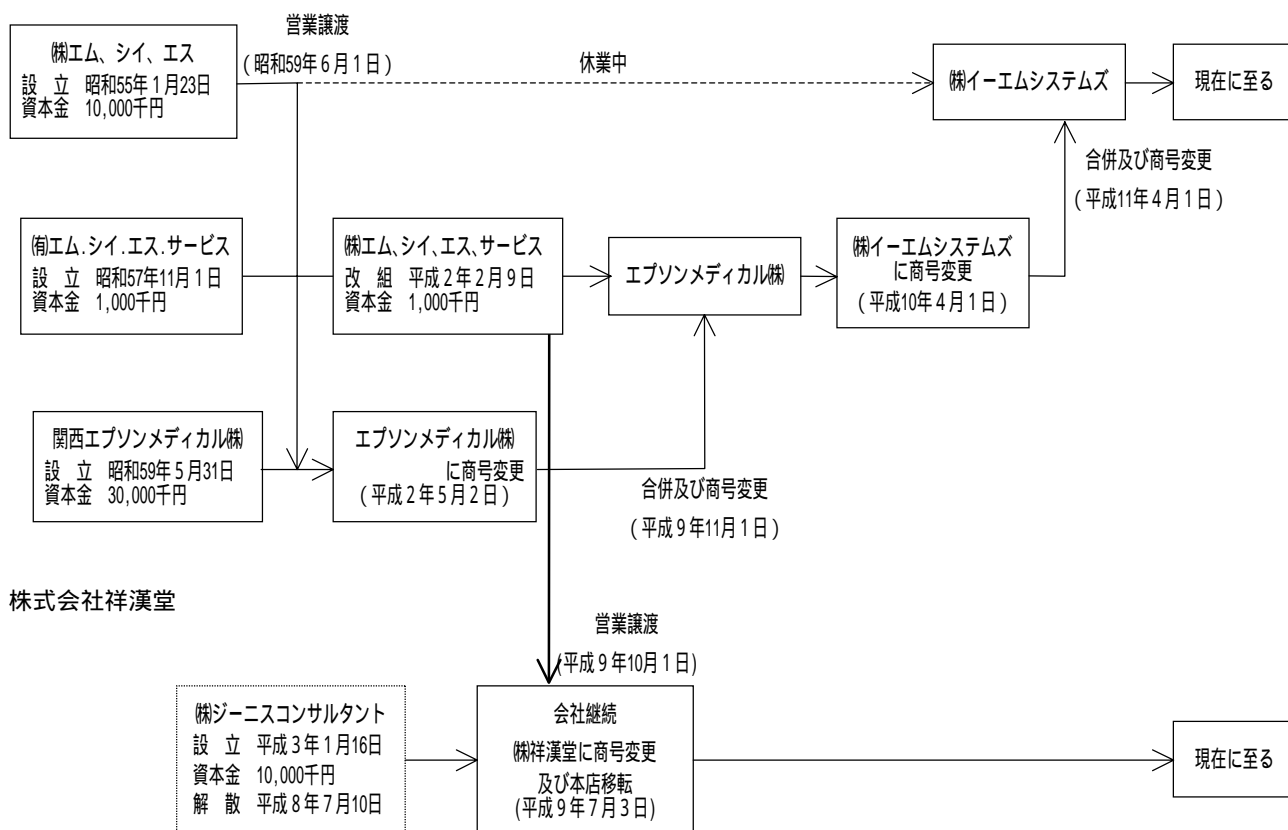 営業譲渡
(昭和59年6月1日)
㈱エム、シイ、エス
設　立　昭和55年1月23日
資本金　10,000千円
休業中
㈱イーエムシステムズ
現在に至る
合併及び商号変更
(平成11年4月1日)
㈲エム.シイ.エス.サービス
設　立　昭和57年11月1日
資本金　1,000千円
㈱エム、シイ、エス、サービス
改　組　平成2年2月9日
資本金　1,000千円
エプソンメディカル㈱
㈱イーエムシステムズ
に商号変更
(平成10年4月1日)
関西エプソンメディカル㈱
設　立　昭和59年5月31日
資本金　30,000千円
エプソンメディカル㈱
に商号変更
(平成2年5月2日)
合併及び商号変更
(平成9年11月1日)
株式会社祥漢堂
営業譲渡
(平成9年10月1日)
㈱ジーニスコンサルタント
設　立　平成3年1月16日
資本金　10,000千円
解　散　平成8年7月10日
会社継続
㈱祥漢堂に商号変更
及び本店移転
(平成9年7月3日)
現在に至る